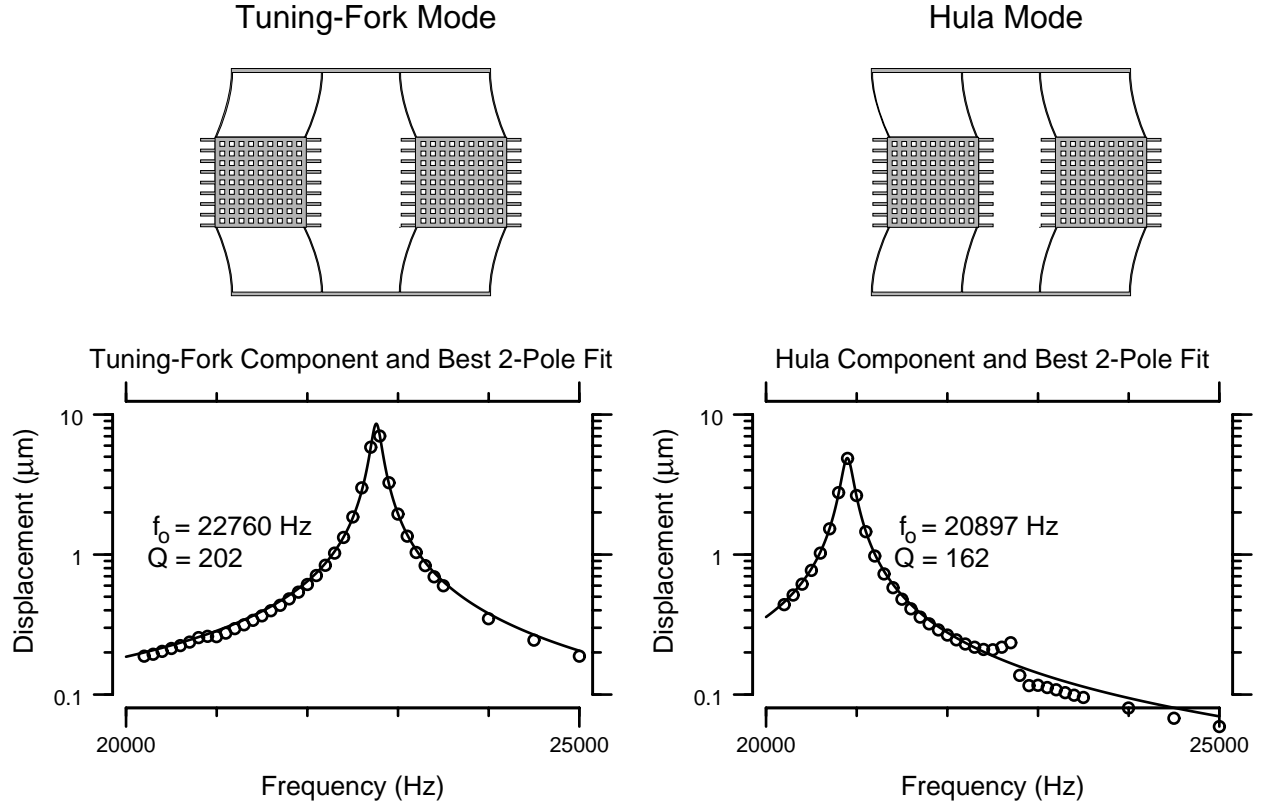 Tuning-Fork Mode
Hula Mode
Tuning-Fork Component and Best 2-Pole Fit
10
1
0.1
Displacement (μm)
fo = 22760 Hz
Q = 202
20000
25000
Frequency (Hz)
Hula Component and Best 2-Pole Fit
10
1
0.1
Displacement (μm)
fo = 20897 Hz
Q = 162
20000
25000
Frequency (Hz)